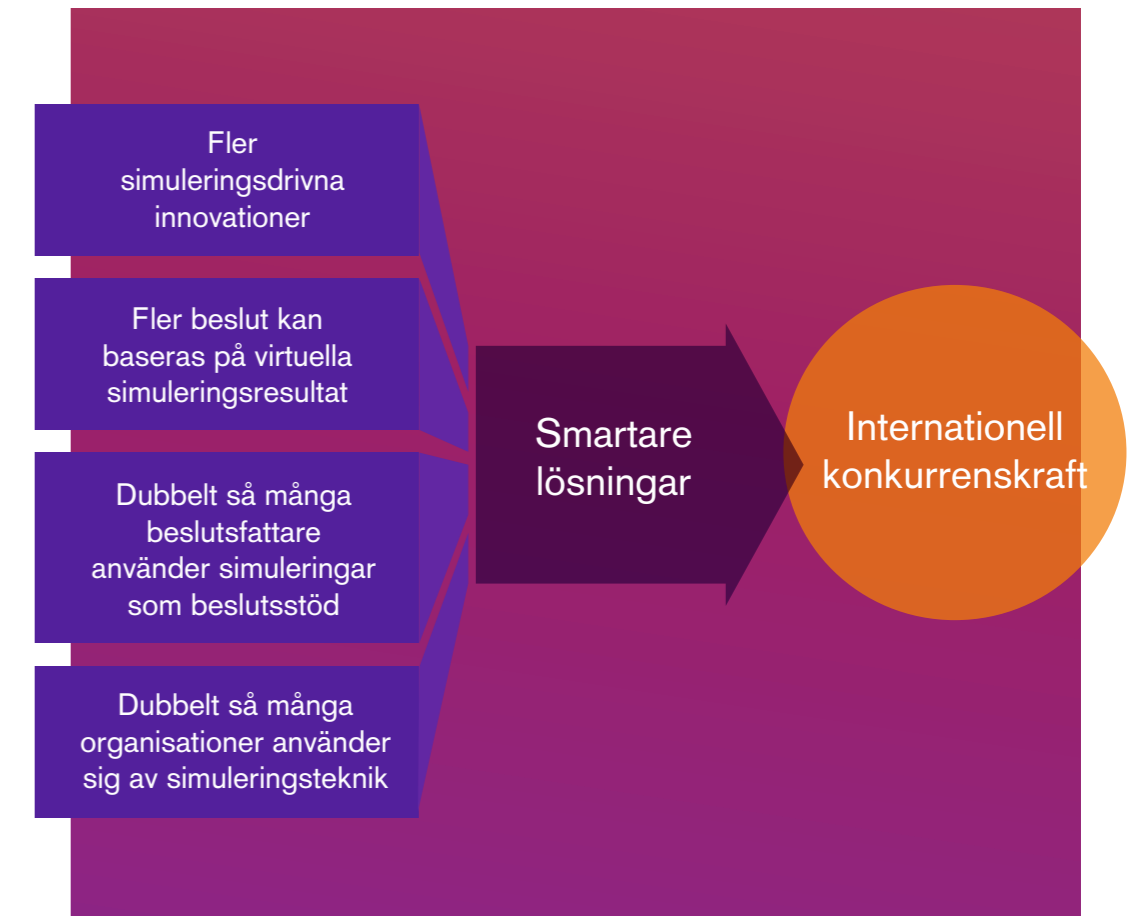 Fler
simuleringsdrivna
innovationer
Fler beslut kan
baseras på virtuella
simuleringsresultat
Dubbelt så många
beslutsfattare
använder simuleringar
som beslutsstöd
Dubbelt så många
organisationer använder
sig av simuleringsteknik
Smartare
lösningar
Internationell
konkurrenskraft